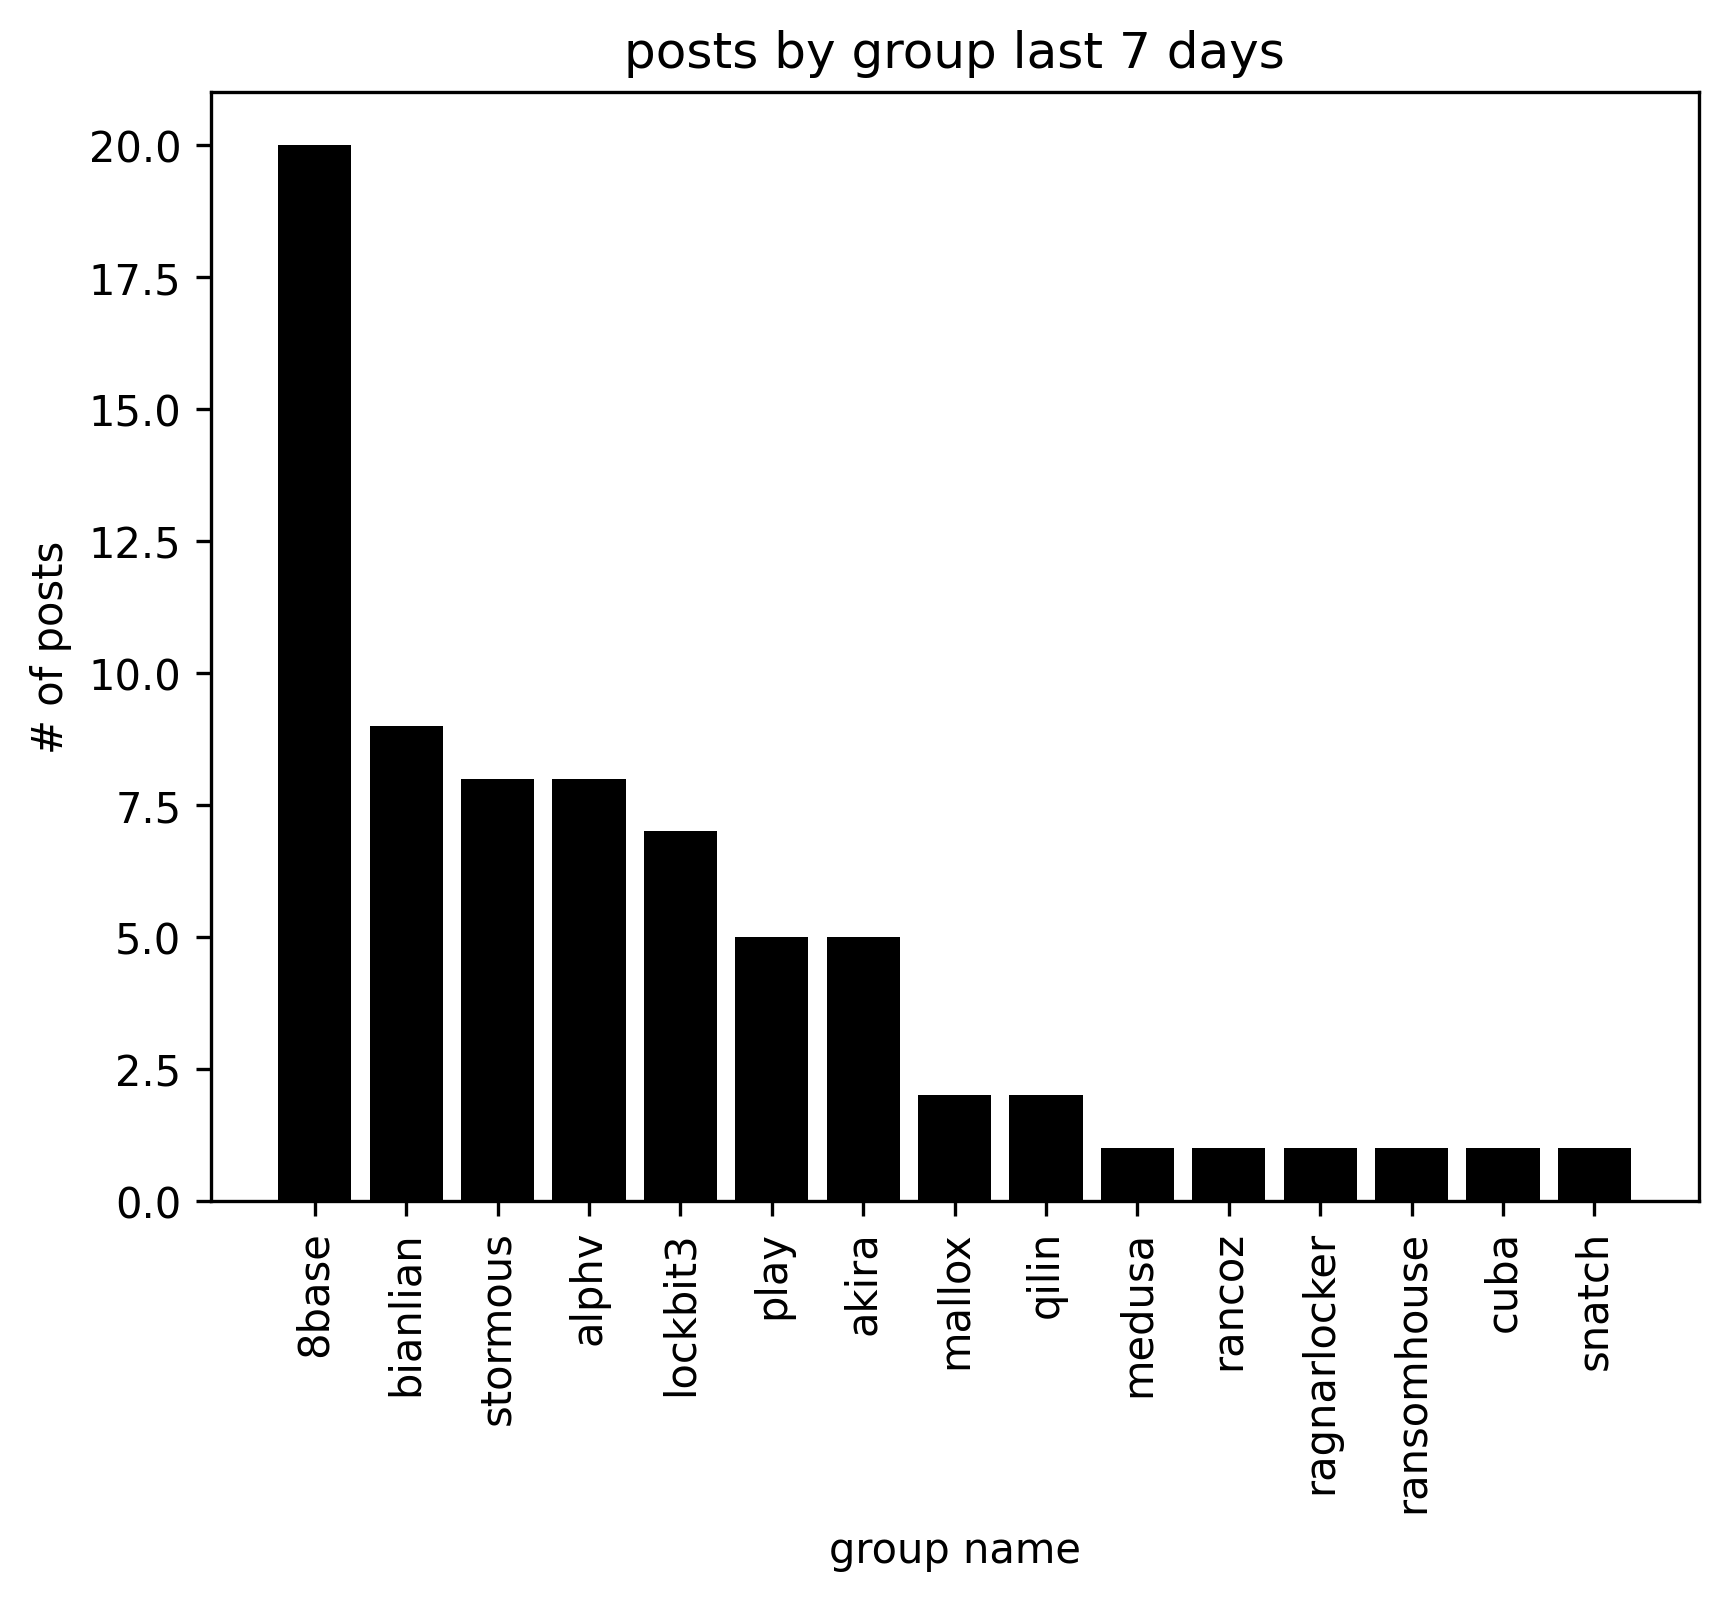 posts by group last 7 days
# of posts
20.0
17.5
15.0
12.5
10.0
7.5
5.0
2.5
0.0
8base
bianlian
stormous
alphv
lockbit3
play
akira
mallox
qilin
medusa
rancoz
ragnarlocker
ransomhouse
cuba
snatch
group name